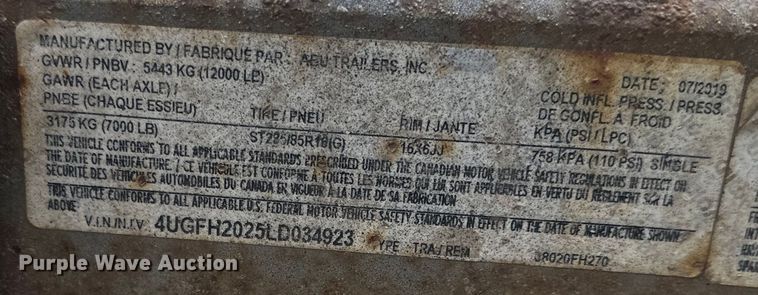 MANUFACTURED BY / FABRIQUE PAR - ABU TRAILERS, INC.
GVWR / PNBV : 5443 KG (12000 LB)
DATE: 07/2019
GAWR (EACH AXLE) /
PNBE (CHAQUE ESSIEU)
TIRE / PNEU
RIM / JANTE
COLD INFL. PRESS. / PRESS.
DE GONFL. A FROID
KPA (PSI / LPC)
3175 KG (7000 LB)
ST235/85R16(G)
16X6JJ
758 KPA (110 PSI) SINGLE
THIS VEHICLE CONFORMS TO ALL APPLICABLE STANDARDS PRESCRIBED UNDER THE CANADIAN MOTOR VEHICLE SAFETY REGULATIONS IN EFFECT ON
THE DATE OF MANUFACTURE / CE VEHICULE EST CONFORME A TOUTES LES NORMES QUI LUI SONT APPLICABLES EN VERTU DU REGLEMENT SUR LA
SECURITE DES VEHICULES AUTOMOBILES DU CANADA EN VIGUEUR A LA DATE DE SA FABRICATION
THIS VEHICLE CONFORMS TO ALL APPLICABLE U.S. FEDERAL MOTOR VEHICLE SAFETY STANDARDS IN EFFECT ON THE DATE OF MANUFACTURE SHOWN
ABOVE
V.I.N./N.I.V. 4UGFH2025LD034923
TYPE TRA / REM
38020FH270
Purple Wave Auction